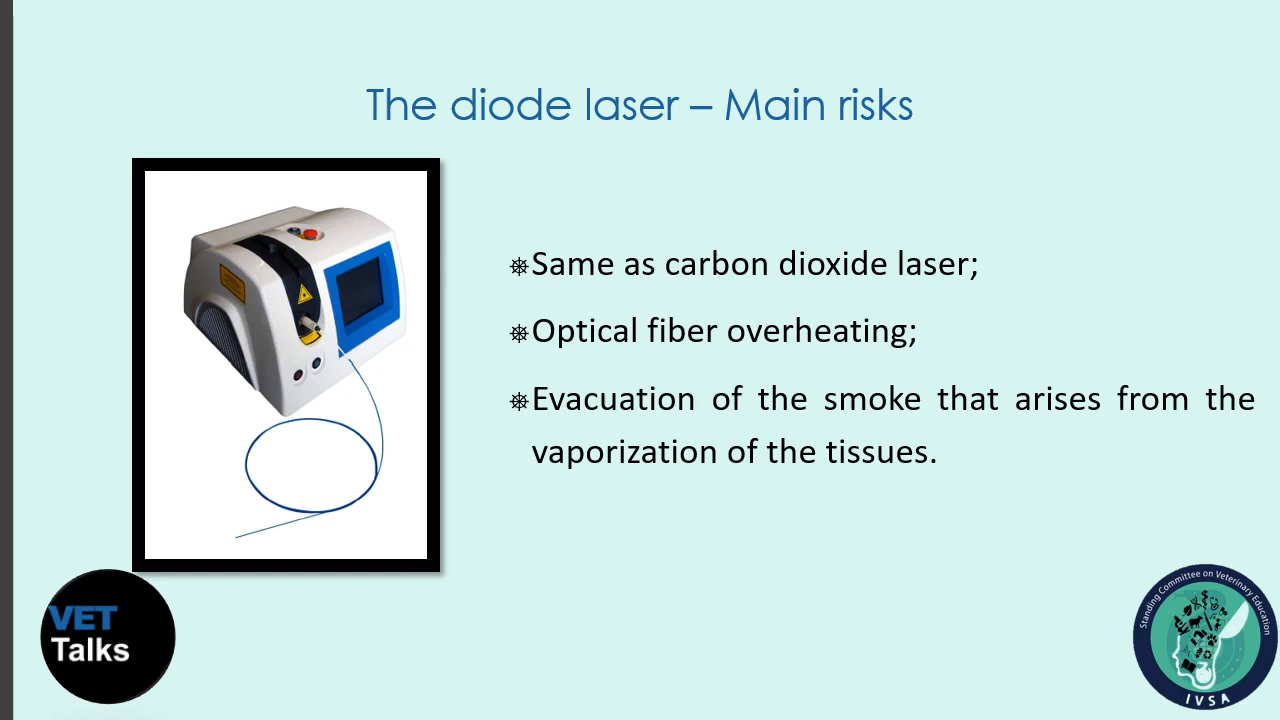 The diode laser – Main risks
Same as carbon dioxide laser;
Optical fiber overheating;
Evacuation of the smoke that arises from the
vaporization of the tissues.
VET
Talks
Standing Committee on Veterinary Education
IVSA